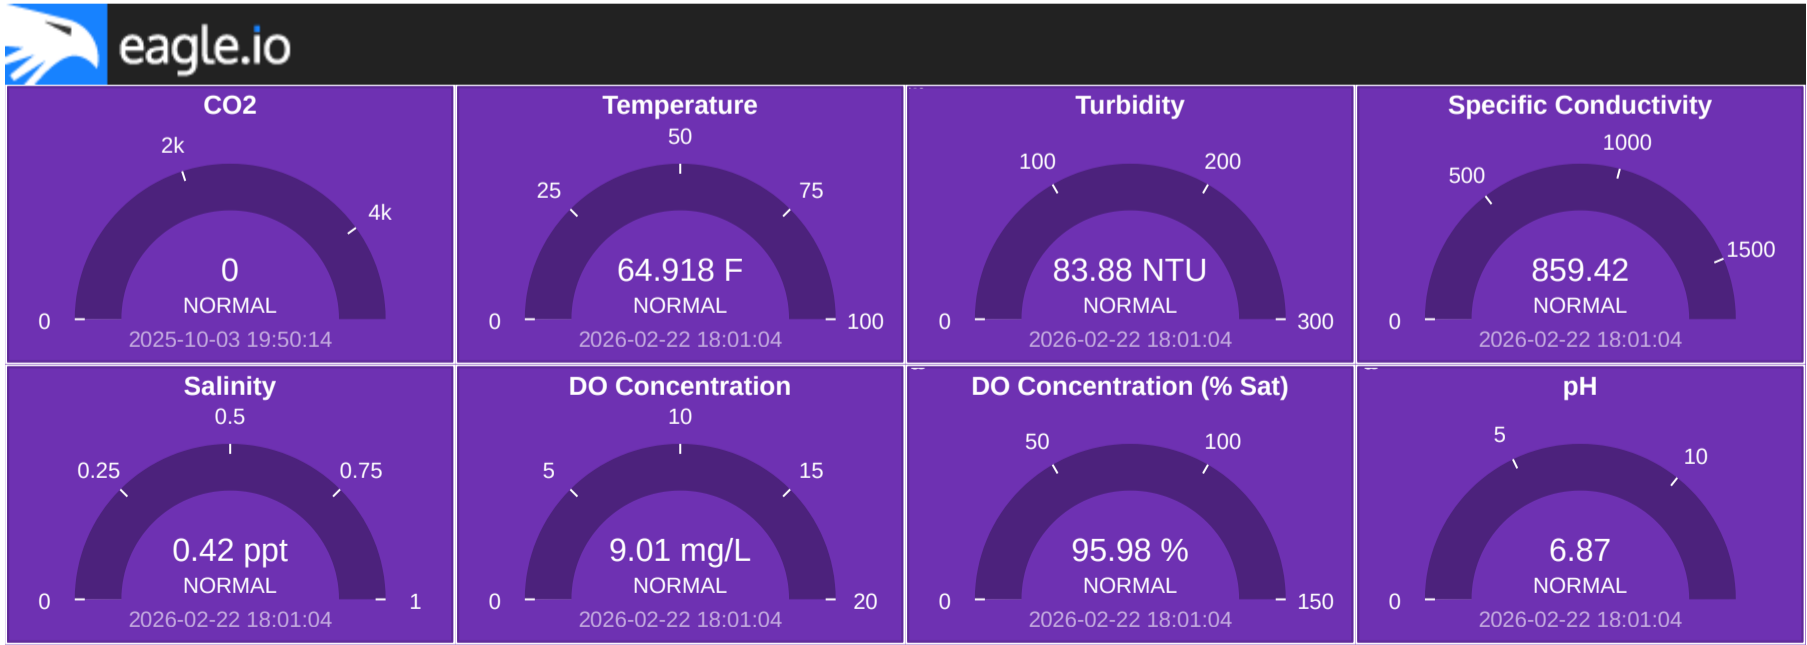 eagle.io
CO2
2k
4k
0
0
NORMAL
2025-10-03 19:50:14
Temperature
50
25
75
64.918 F
NORMAL
0
100
2026-02-22 18:01:04
Turbidity
100
200
83.88 NTU
NORMAL
0
300
2026-02-22 18:01:04
Specific Conductivity
1000
500
1500
859.42
NORMAL
0
2026-02-22 18:01:04
Salinity
0.5
0.25
0.75
0.42 ppt
NORMAL
0
1
2026-02-22 18:01:04
DO Concentration
10
5
15
9.01 mg/L
NORMAL
0
20
2026-02-22 18:01:04
DO Concentration (% Sat)
50
100
95.98 %
NORMAL
0
150
2026-02-22 18:01:04
pH
5
10
6.87
NORMAL
0
2026-02-22 18:01:04